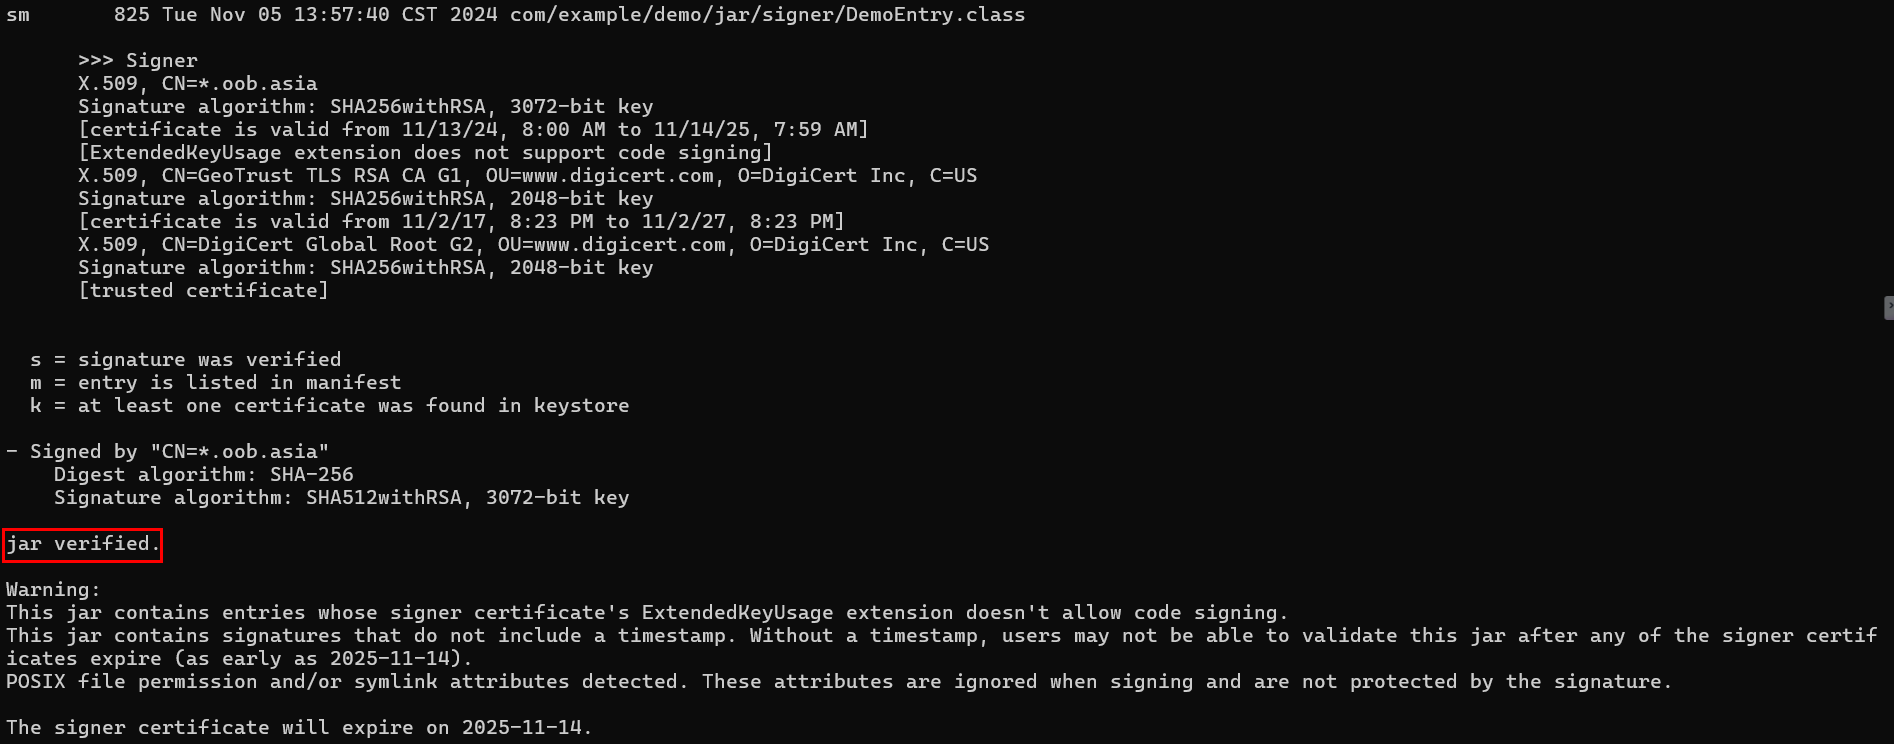 sm       825 Tue Nov 05 13:57:40 CST 2024 com/example/demo/jar/signer/DemoEntry.class
>>> Signer
X.509, CN=*.oob.asia
Signature algorithm: SHA256withRSA, 3072-bit key
[certificate is valid from 11/13/24, 8:00 AM to 11/14/25, 7:59 AM]
[ExtendedKeyUsage extension does not support code signing]
X.509, CN=GeoTrust TLS RSA CA G1, OU=www.digicert.com, O=DigiCert Inc, C=US
Signature algorithm: SHA256withRSA, 2048-bit key
[certificate is valid from 11/2/17, 8:23 PM to 11/2/27, 8:23 PM]
X.509, CN=DigiCert Global Root G2, OU=www.digicert.com, O=DigiCert Inc, C=US
Signature algorithm: SHA256withRSA, 2048-bit key
[trusted certificate]
s = signature was verified
m = entry is listed in manifest
k = at least one certificate was found in keystore
- Signed by "CN=*.oob.asia"
Digest algorithm: SHA-256
Signature algorithm: SHA512withRSA, 3072-bit key
jar verified.
Warning:
This jar contains entries whose signer certificate's ExtendedKeyUsage extension doesn't allow code signing.
This jar contains signatures that do not include a timestamp. Without a timestamp, users may not be able to validate this jar after any of the signer certif
icates expire (as early as 2025-11-14).
POSIX file permission and/or symlink attributes detected. These attributes are ignored when signing and are not protected by the signature.
The signer certificate will expire on 2025-11-14.